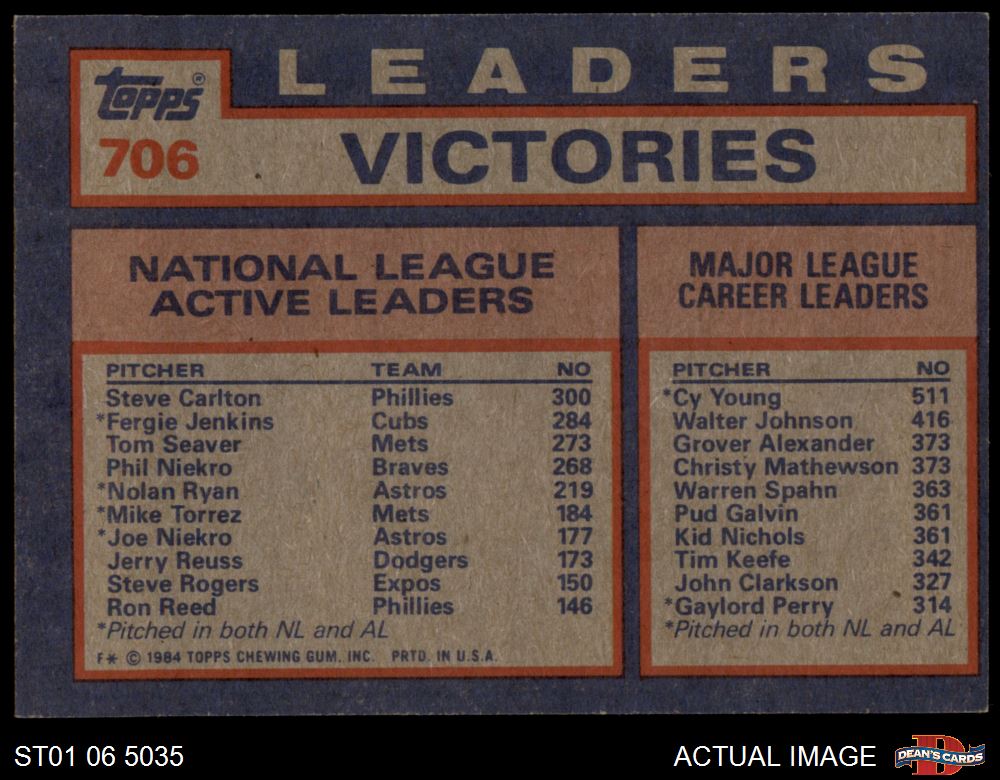 LEADERS
topps®
706
VICTORIES
NATIONAL LEAGUE
ACTIVE LEADERS
PITCHER TEAM NO
Steve Carlton Phillies 300
*Fergie Jenkins Cubs 284
Tom Seaver Mets 273
Phil Niekro Braves 268
*Nolan Ryan Astros 219
*Mike Torrez Mets 184
*Joe Niekro Astros 177
Jerry Reuss Dodgers 173
Steve Rogers Expos 150
Ron Reed Phillies 146
*Pitched in both NL and AL
F* © 1984 TOPPS CHEWING GUM, INC. PRTD. IN U.S.A.
MAJOR LEAGUE
CAREER LEADERS
PITCHER NO
*Cy Young 511
Walter Johnson 416
Grover Alexander 373
Christy Mathewson 373
Warren Spahn 363
Pud Galvin 361
Kid Nichols 361
Tim Keefe 342
John Clarkson 327
*Gaylord Perry 314
*Pitched in both NL and AL
ST01 06 5035
ACTUAL IMAGE
D
DEAN'S CARDS